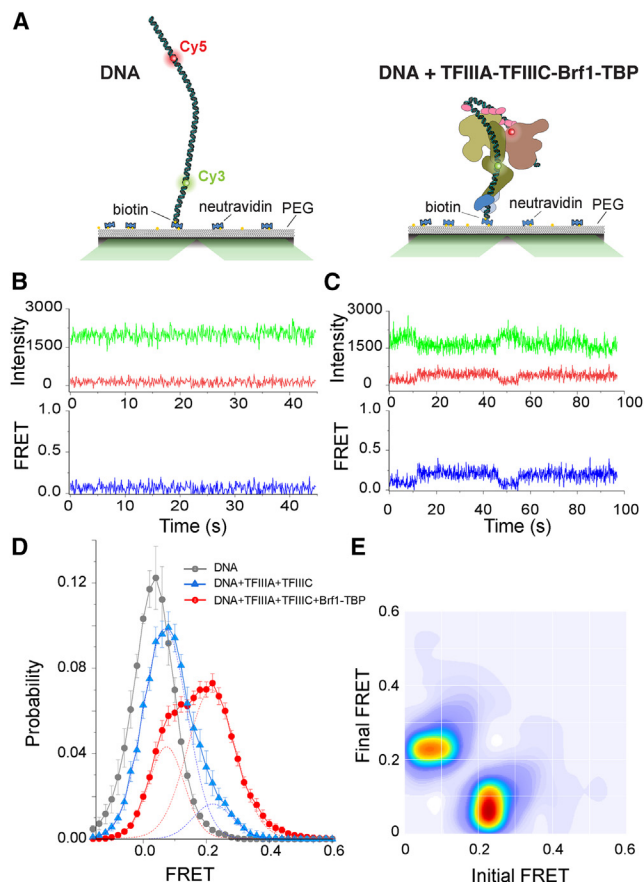 A
DNA
Cy5
Cy3
biotin
neutravidin
PEG
DNA + TFIIIA-TFIIIC-Brf1-TBP
biotin
neutravidin
PEG
B
Intensity
3000
1500
0
0 10 20 30 40
FRET
1.0
0.5
0.0
0 10 20 30 40
Time (s)
C
Intensity
3000
1500
0
0 20 40 60 80 100
FRET
1.0
0.5
0.0
0 20 40 60 80 100
Time (s)
D
DNA
DNA+TFIIIA+TFIIIC
DNA+TFIIIA+TFIIIC+Brf1-TBP
Probability
0.12
0.08
0.04
0.00
0.0 0.2 0.4 0.6
FRET
E
Final FRET
0.6
0.4
0.2
0
0 0.2 0.4 0.6
Initial FRET